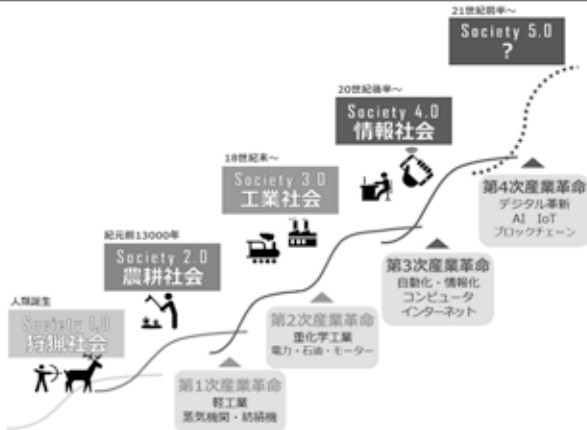 21世紀前半～
Society 5.0
?
20世紀後半～
Society 4.0
情報社会
18世紀末～
Society 3.0
工業社会
紀元前13000年
Society 2.0
農耕社会
人類誕生
Society 1.0
狩猟社会
第1次産業革命
軽工業
蒸気機関・紡績機
第2次産業革命
重化学工業
電力・石油・モーター
第3次産業革命
自動化・情報化
コンピュータ
インターネット
第4次産業革命
デジタル革新
AI IoT
ブロックチェーン